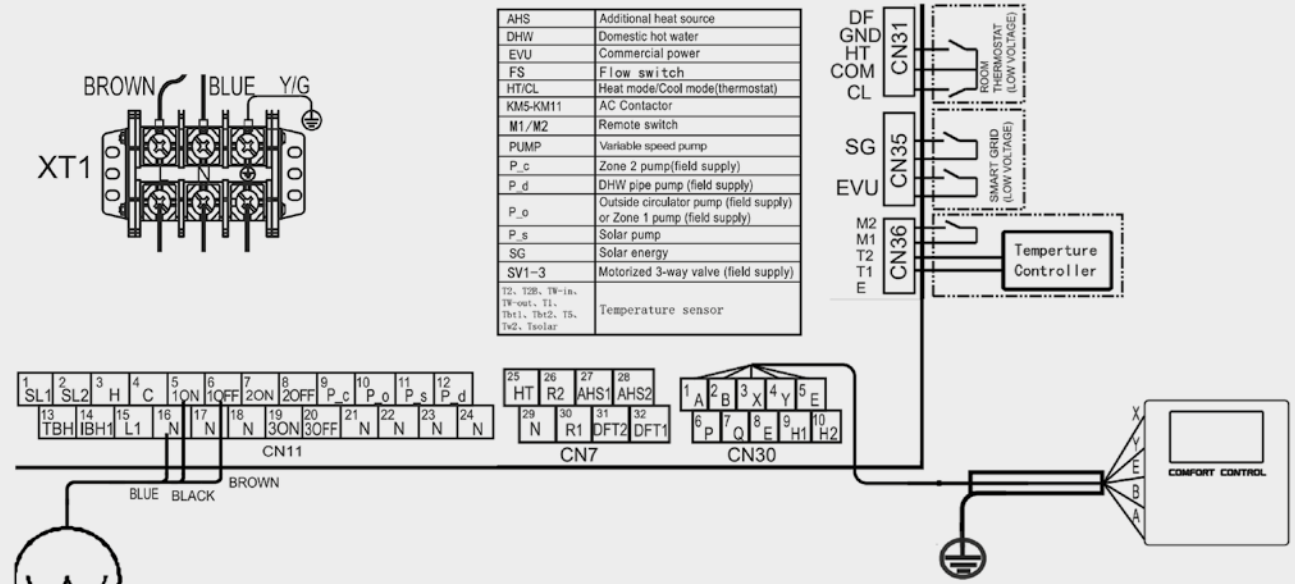 BROWN BLUE Y/G
XT1
L N
AHS Additional heat source
DHW Domestic hot water
EVU Commercial power
FS Flow switch
HT/CL Heat mode/Cool mode(thermostat)
KM5-KM11 AC Contactor
M1/M2 Remote switch
PUMP Variable speed pump
P_c Zone 2 pump(field supply)
P_d DHW pipe pump (field supply)
P_o Outside circulator pump (field supply)
or Zone 1 pump (field supply)
P_s Solar pump
SG Solar energy
SV1-3 Motorized 3-way valve (field supply)
T2、T2B、TW-in、
TW-out、T1、
Tbt1、Tbt2、T5、
Tw2、Tsolar
Temperature sensor
DF
GND
HT
COM
CL
CN31
ROOM
THERMOSTAT
(LOW VOLTAGE)
SG
EVU
CN35
SMART GRID
(LOW VOLTAGE)
M2
M1
T2
T1
E
CN36
Temperture
Controller
1 SL1 2 SL2 3 H 4 C 5 1ON 6 1OFF 7 2ON 8 2OFF 9 P_c 10 P_o 11 P_s 12 P_d
13 TBH 14 IBH1 15 L1 16 N 17 N 18 N 19 3ON 20 3OFF 21 N 22 N 23 N 24 N
CN11
25 HT 26 R2 27 AHS1 28 AHS2
29 N 30 R1 31 DFT2 32 DFT1
CN7
1 A 2 B 3 X 4 Y 5 E
6 P 7 Q 8 E 9 H1 10 H2
CN30
BLUE BLACK BROWN
X
Y
E
B
A
COMFORT CONTROL